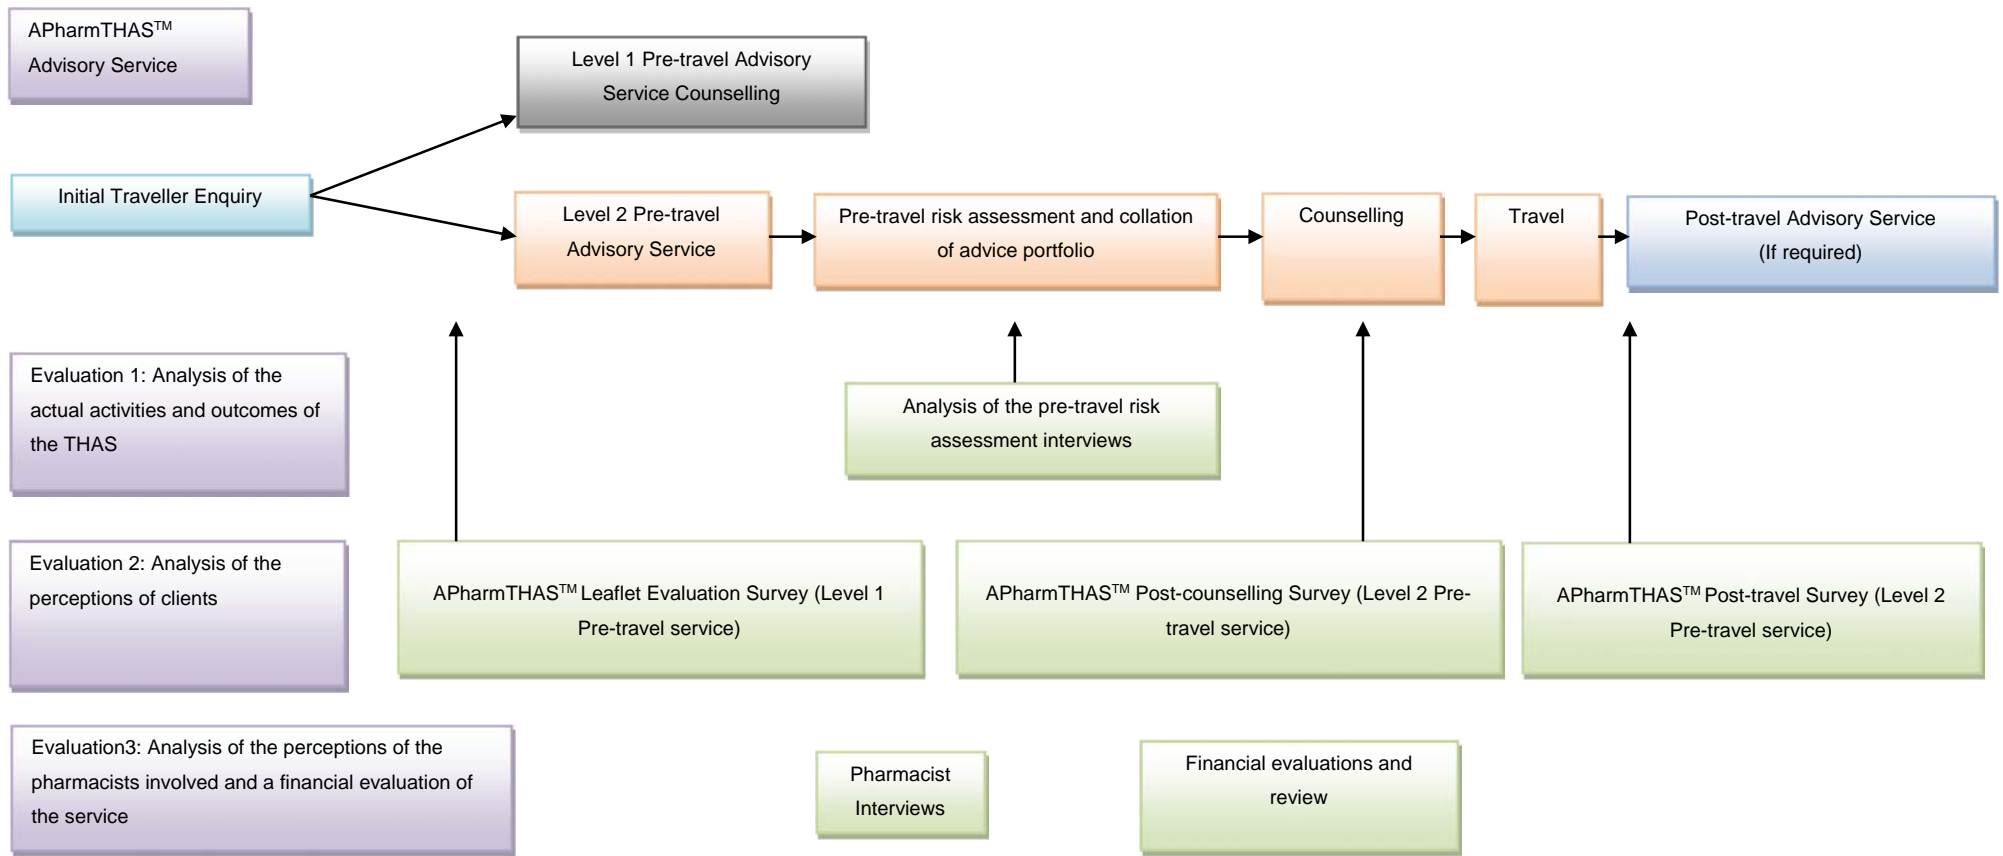 APharmTHAS™
Advisory Service
Level 1 Pre-travel Advisory
Service Counselling
Initial Traveller Enquiry
Level 2 Pre-travel
Advisory Service
Pre-travel risk assessment and collation
of advice portfolio
Counselling
Travel
Post-travel Advisory Service
(If required)
Evaluation 1: Analysis of the
actual activities and outcomes of
the THAS
Analysis of the pre-travel risk
assessment interviews
Evaluation 2: Analysis of the
perceptions of clients
APharmTHAS™ Leaflet Evaluation Survey (Level 1
Pre-travel service)
APharmTHAS™ Post-counselling Survey (Level 2 Pre-
travel service)
APharmTHAS™ Post-travel Survey (Level 2
Pre-travel service)
Evaluation3: Analysis of the perceptions of the
pharmacists involved and a financial evaluation of
the service
Pharmacist
Interviews
Financial evaluations and
review